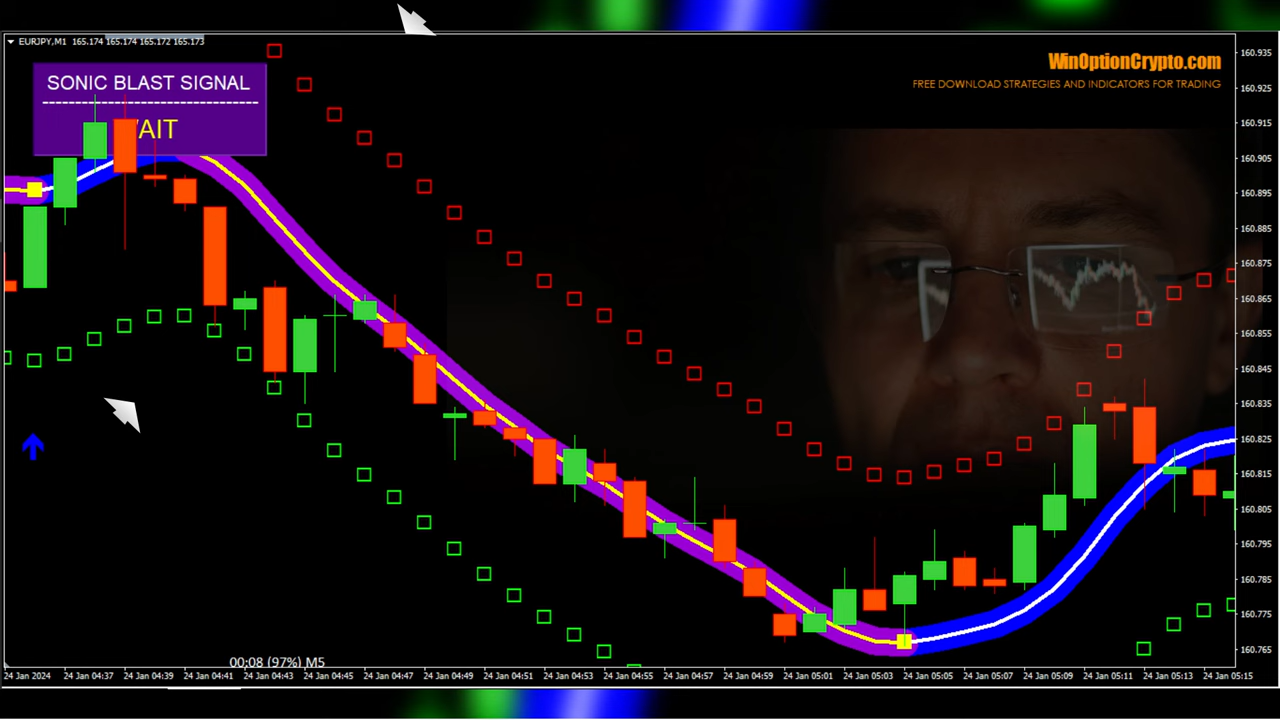 EURJPY,M1 165.174 165.174 165.172 165.173
WinOptionCrypto.com
FREE DOWNLOAD STRATEGIES AND INDICATORS FOR TRADING
SONIC BLAST SIGNAL
--------------------------------------------
AIT
160.935
160.925
160.915
160.905
160.895
160.885
160.875
160.865
160.855
160.845
160.835
160.825
160.815
160.805
160.795
160.785
160.775
160.765
00:08 (97%) M5
24 Jan 2024 24 Jan 04:37 24 Jan 04:39 24 Jan 04:41 24 Jan 04:43 24 Jan 04:45 24 Jan 04:47 24 Jan 04:49 24 Jan 04:51 24 Jan 04:53 24 Jan 04:55 24 Jan 04:57 24 Jan 04:59 24 Jan 05:01 24 Jan 05:03 24 Jan 05:05 24 Jan 05:07 24 Jan 05:09 24 Jan 05:11 24 Jan 05:13 24 Jan 05:15